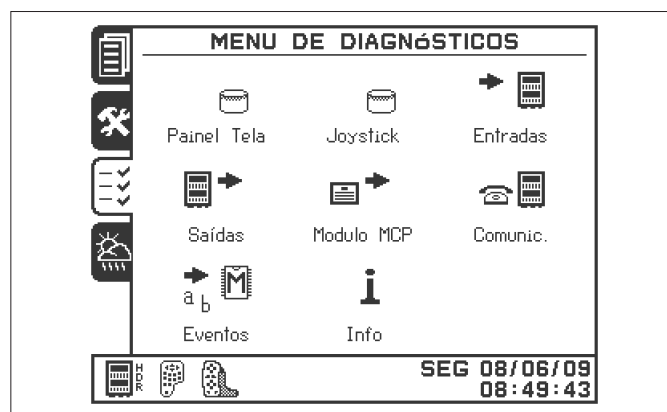 MENU DE DIAGNóSTICOS
Painel Tela
Joystick
Entradas
Saídas
Modulo MCP
Comunic.
a b M
Eventos
i
Info
HDR
SEG 08/06/09
08:49:43